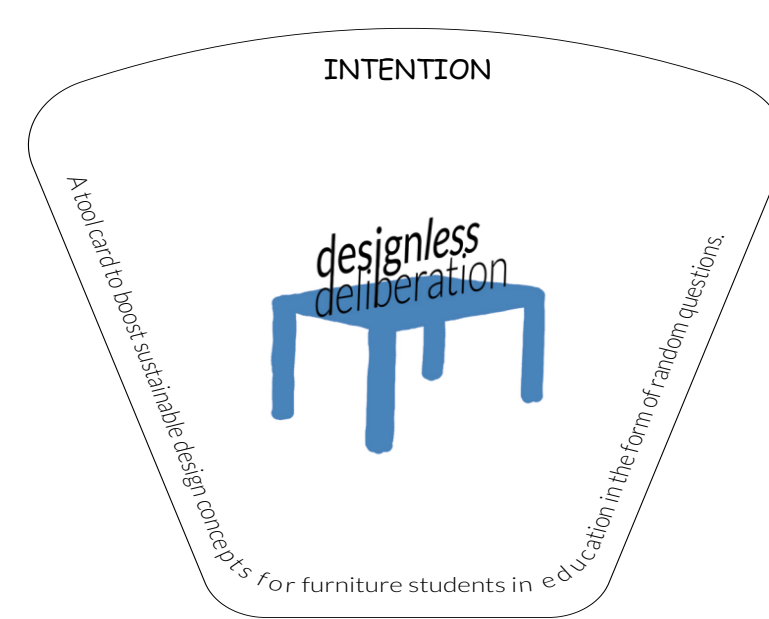 INTENTION
designless
deliberation
A tool card to boost sustainable design concepts for furniture students in education in the form of random questions.